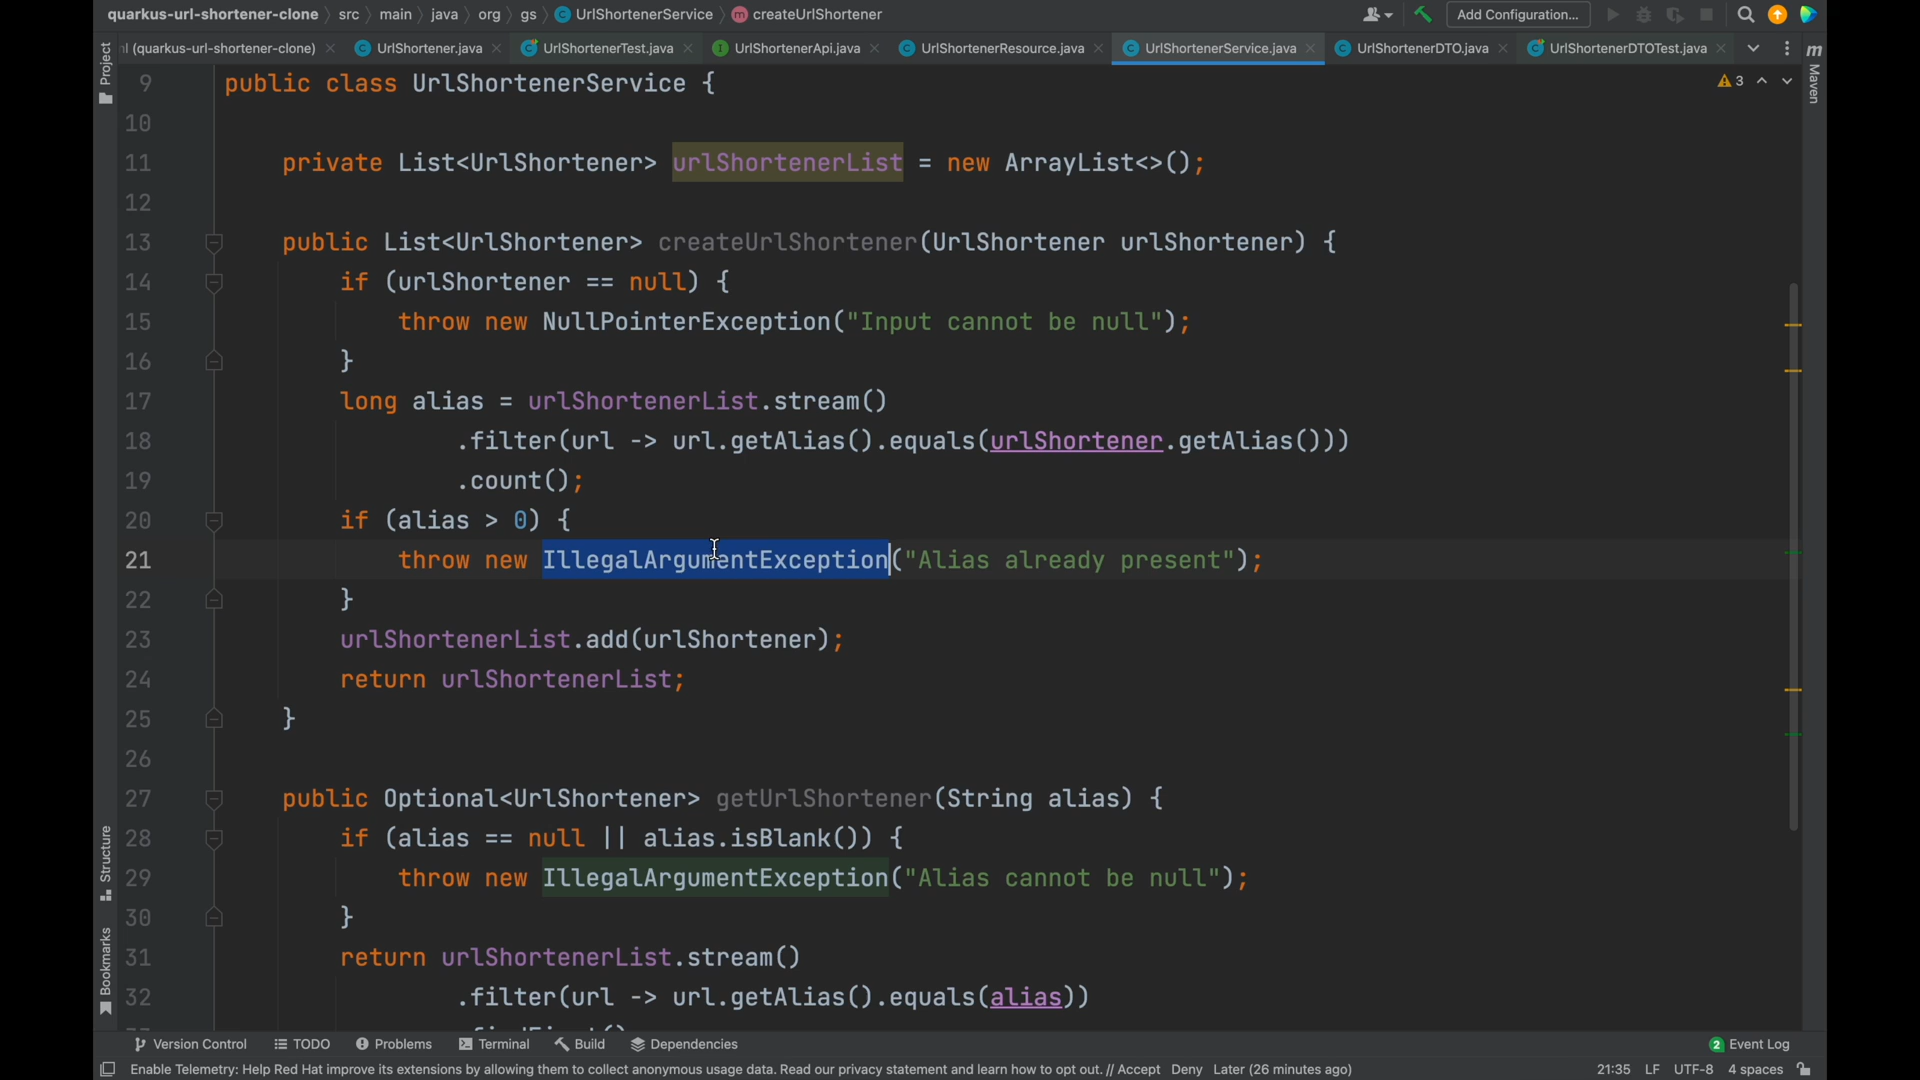 quarkus-url-shortener-clone src main java org gs UrlShortenerService createUrlShortener Add Configuration...
l (quarkus-url-shortener-clone) UrlShortener.java UrlShortenerTest.java UrlShortenerApi.java UrlShortenerResource.java UrlShortenerService.java UrlShortenerDTO.java UrlShortenerDTOTest.java
Project
Maven
3
9 public class UrlShortenerService {
10
11 private List<UrlShortener> urlShortenerList = new ArrayList<>();
12
13 public List<UrlShortener> createUrlShortener(UrlShortener urlShortener) {
14 if (urlShortener == null) {
15 throw new NullPointerException("Input cannot be null");
16 }
17 long alias = urlShortenerList.stream()
18 .filter(url -> url.getAlias().equals(urlShortener.getAlias()))
19 .count();
20 if (alias > 0) {
21 throw new IllegalArgumentException("Alias already present");
22 }
23 urlShortenerList.add(urlShortener);
24 return urlShortenerList;
25 }
26
27 public Optional<UrlShortener> getUrlShortener(String alias) {
28 if (alias == null || alias.isBlank()) {
29 throw new IllegalArgumentException("Alias cannot be null");
30 }
31 return urlShortenerList.stream()
32 .filter(url -> url.getAlias().equals(alias))
Structure
Bookmarks
Version Control TODO Problems Terminal Build Dependencies 2 Event Log
Enable Telemetry: Help Red Hat improve its extensions by allowing them to collect anonymous usage data. Read our privacy statement and learn how to opt out. // Accept Deny Later (26 minutes ago) 21:35 LF UTF-8 4 spaces